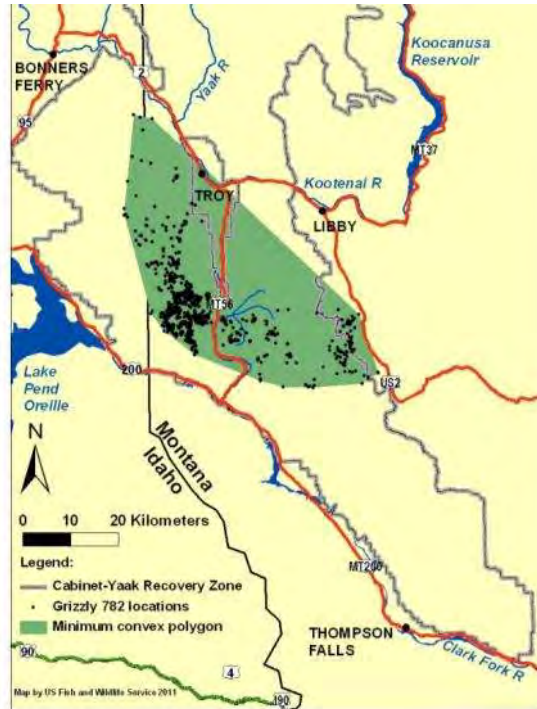 BONNERS
FERRY
2
Yaak R
Koocanusa
Reservoir
95
MT37
TROY
Kootenai R
LIBBY
MT56
200
US2
Lake
Pend
Oreille
N
Montana
Idaho
0 10 20 Kilometers
Legend:
Cabinet-Yaak Recovery Zone
Grizzly 782 locations
Minimum convex polygon
MT200
THOMPSON
FALLS
Clark Fork R
90
4
I90
Map by US Fish and Wildlife Service 2011